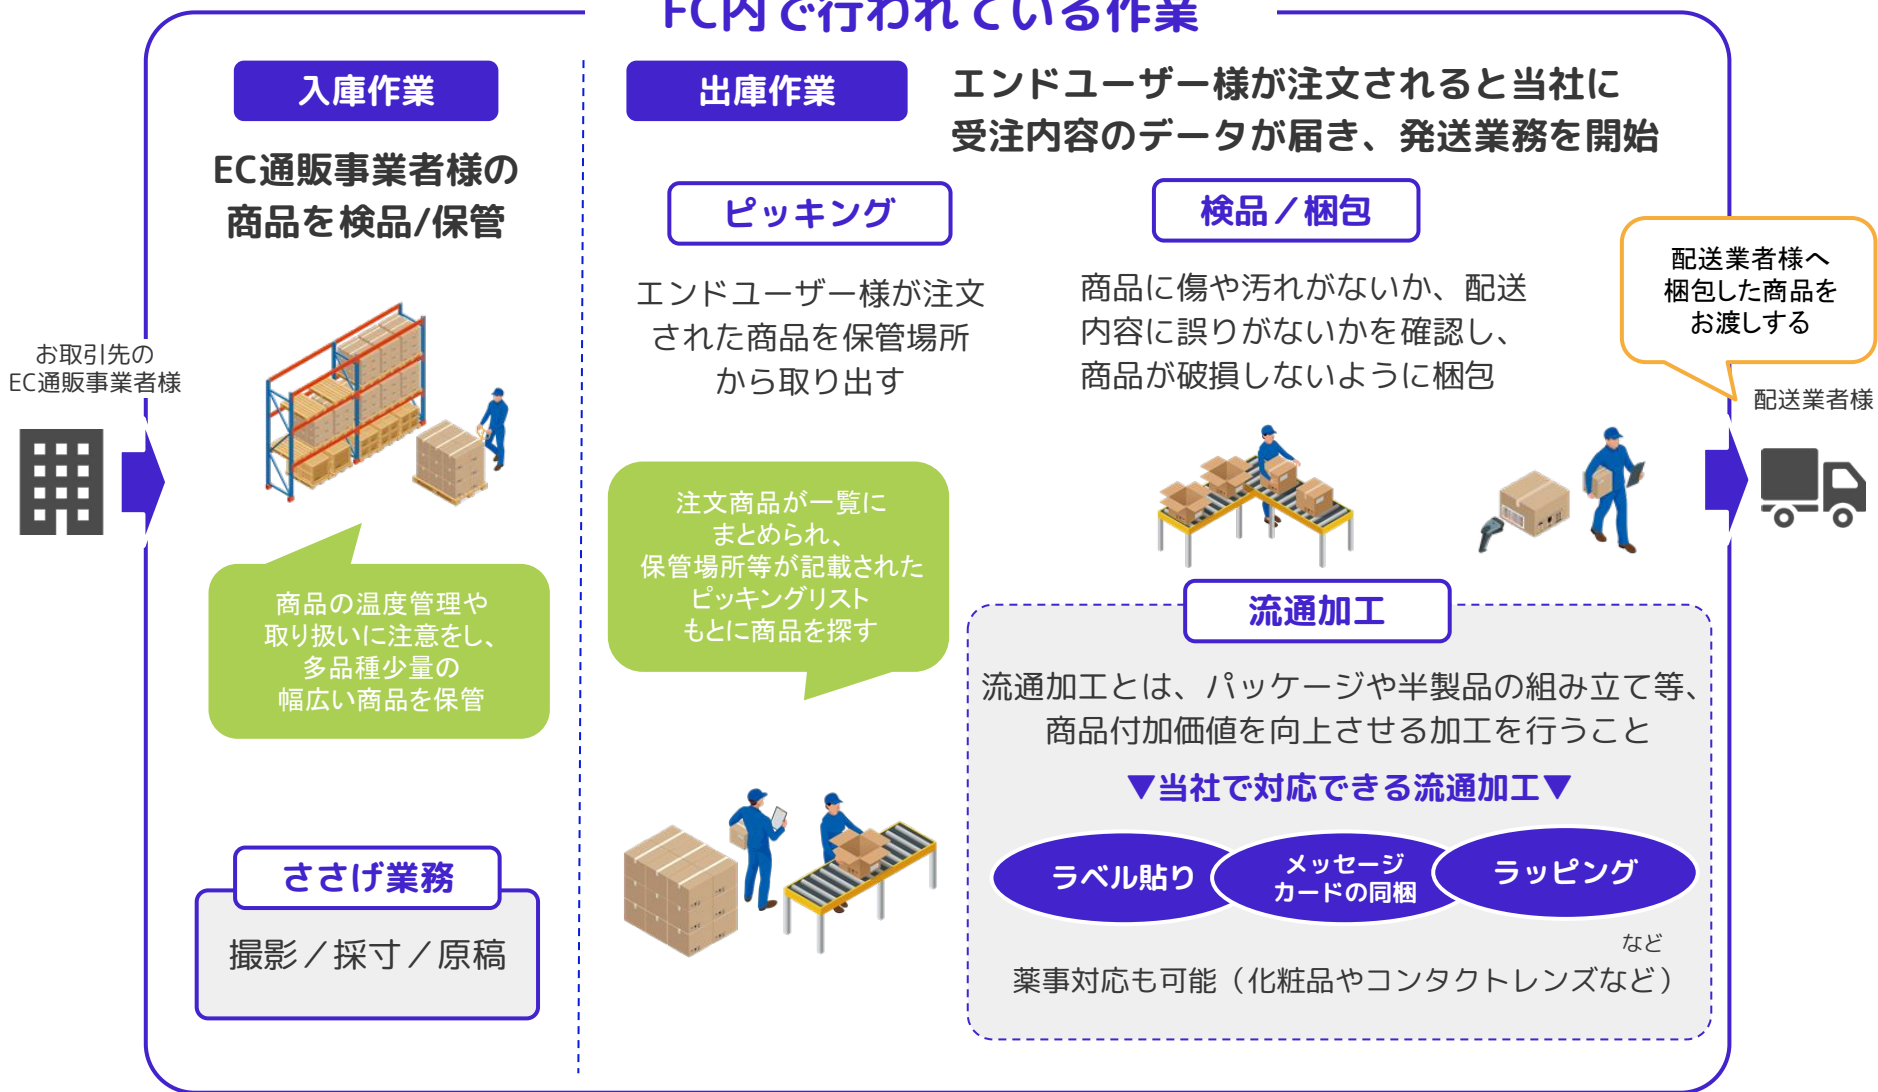 FC内で行われている作業
入庫作業
EC通販事業者様の
商品を検品/保管
お取引先の
EC通販事業者様
商品の温度管理や
取り扱いに注意をし、
多品種少量の
幅広い商品を保管
ささげ業務
撮影／採寸／原稿
出庫作業
エンドユーザー様が注文されると当社に
受注内容のデータが届き、発送業務を開始
ピッキング
エンドユーザー様が注文
された商品を保管場所
から取り出す
注文商品が一覧に
まとめられ、
保管場所等が記載された
ピッキングリスト
もとに商品を探す
検品／梱包
商品に傷や汚れがないか、配送
内容に誤りがないかを確認し、
商品が破損しないように梱包
流通加工
流通加工とは、パッケージや半製品の組み立て等、
商品付加価値を向上させる加工を行うこと
▼当社で対応できる流通加工▼
ラベル貼り
メッセージ
カードの同梱
ラッピング
など
薬事対応も可能（化粧品やコンタクトレンズなど）
配送業者様へ
梱包した商品を
お渡しする
配送業者様